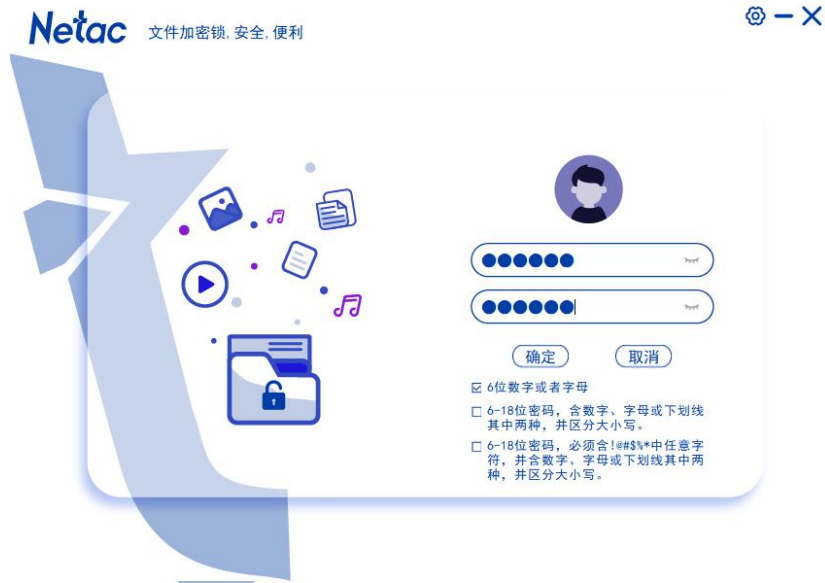 Netac 文件加密锁,安全,便利
确定 取消
6位数字或者字母
6-18位密码, 含数字、字母或下划线
其中两种, 并区分大小写。
6-18位密码, 必须含!@#$%*中任意字
符, 并含数字、字母或下划线其中两
种, 并区分大小写。